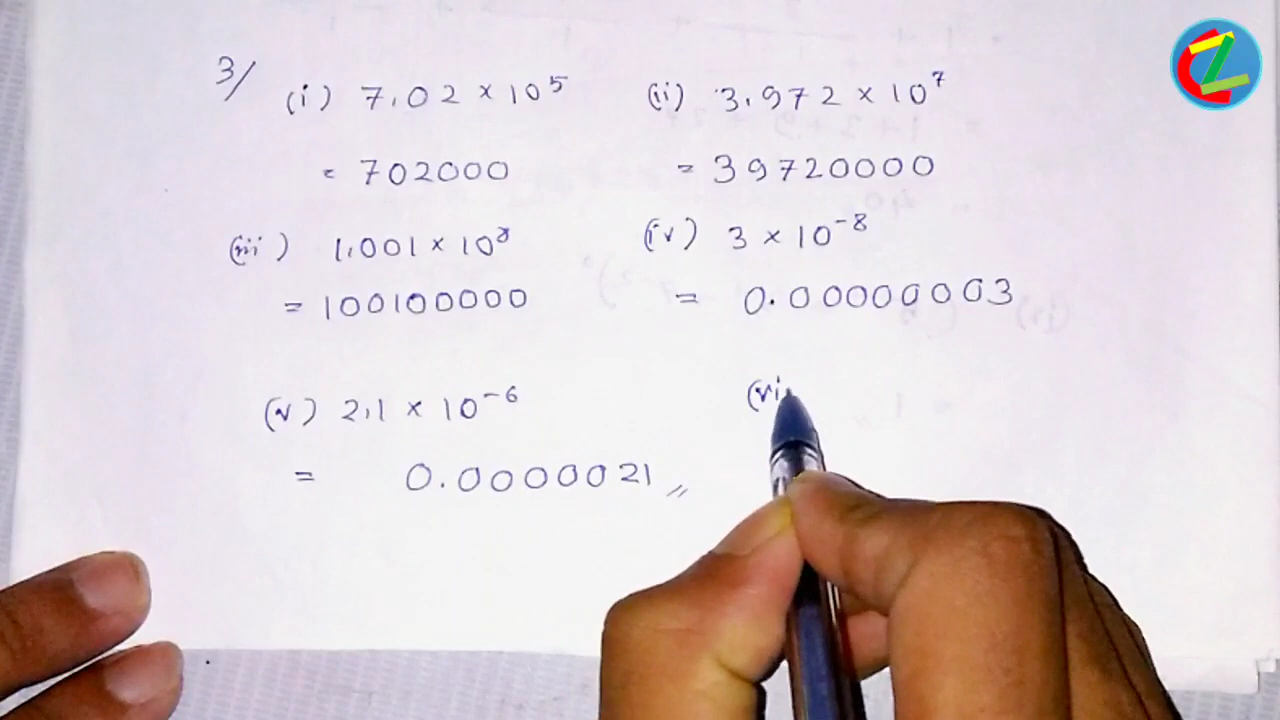 3/ (i) 7.02 × 10⁵ (ii) 3.972 × 10⁷
= 702000 = 39720000
(iii) 1.001 × 10⁸ (iv) 3 × 10⁻⁸
= 100100000 = 0.00000003
(v) 2.1 × 10⁻⁶ (vi
= 0.0000021 //